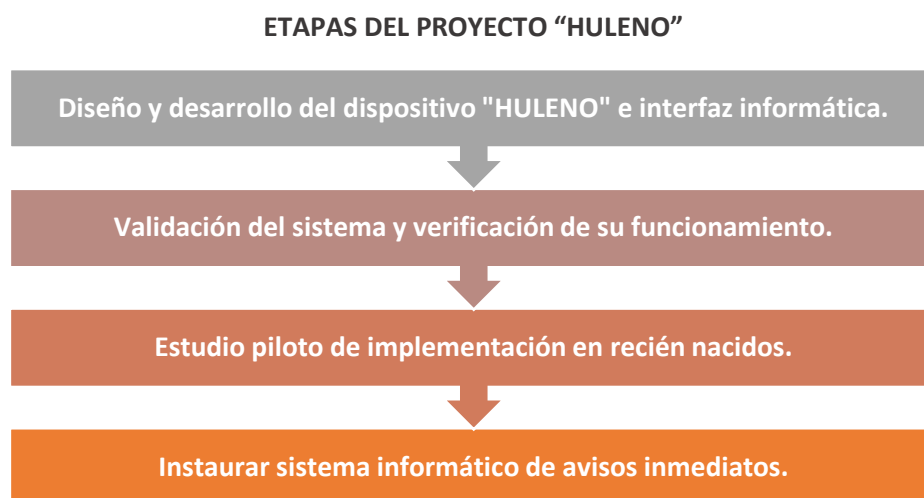 ETAPAS DEL PROYECTO “HULENO”
Diseño y desarrollo del dispositivo "HULENO" e interfaz informática.
Validación del sistema y verificación de su funcionamiento.
Estudio piloto de implementación en recién nacidos.
Instaurar sistema informático de avisos inmediatos.